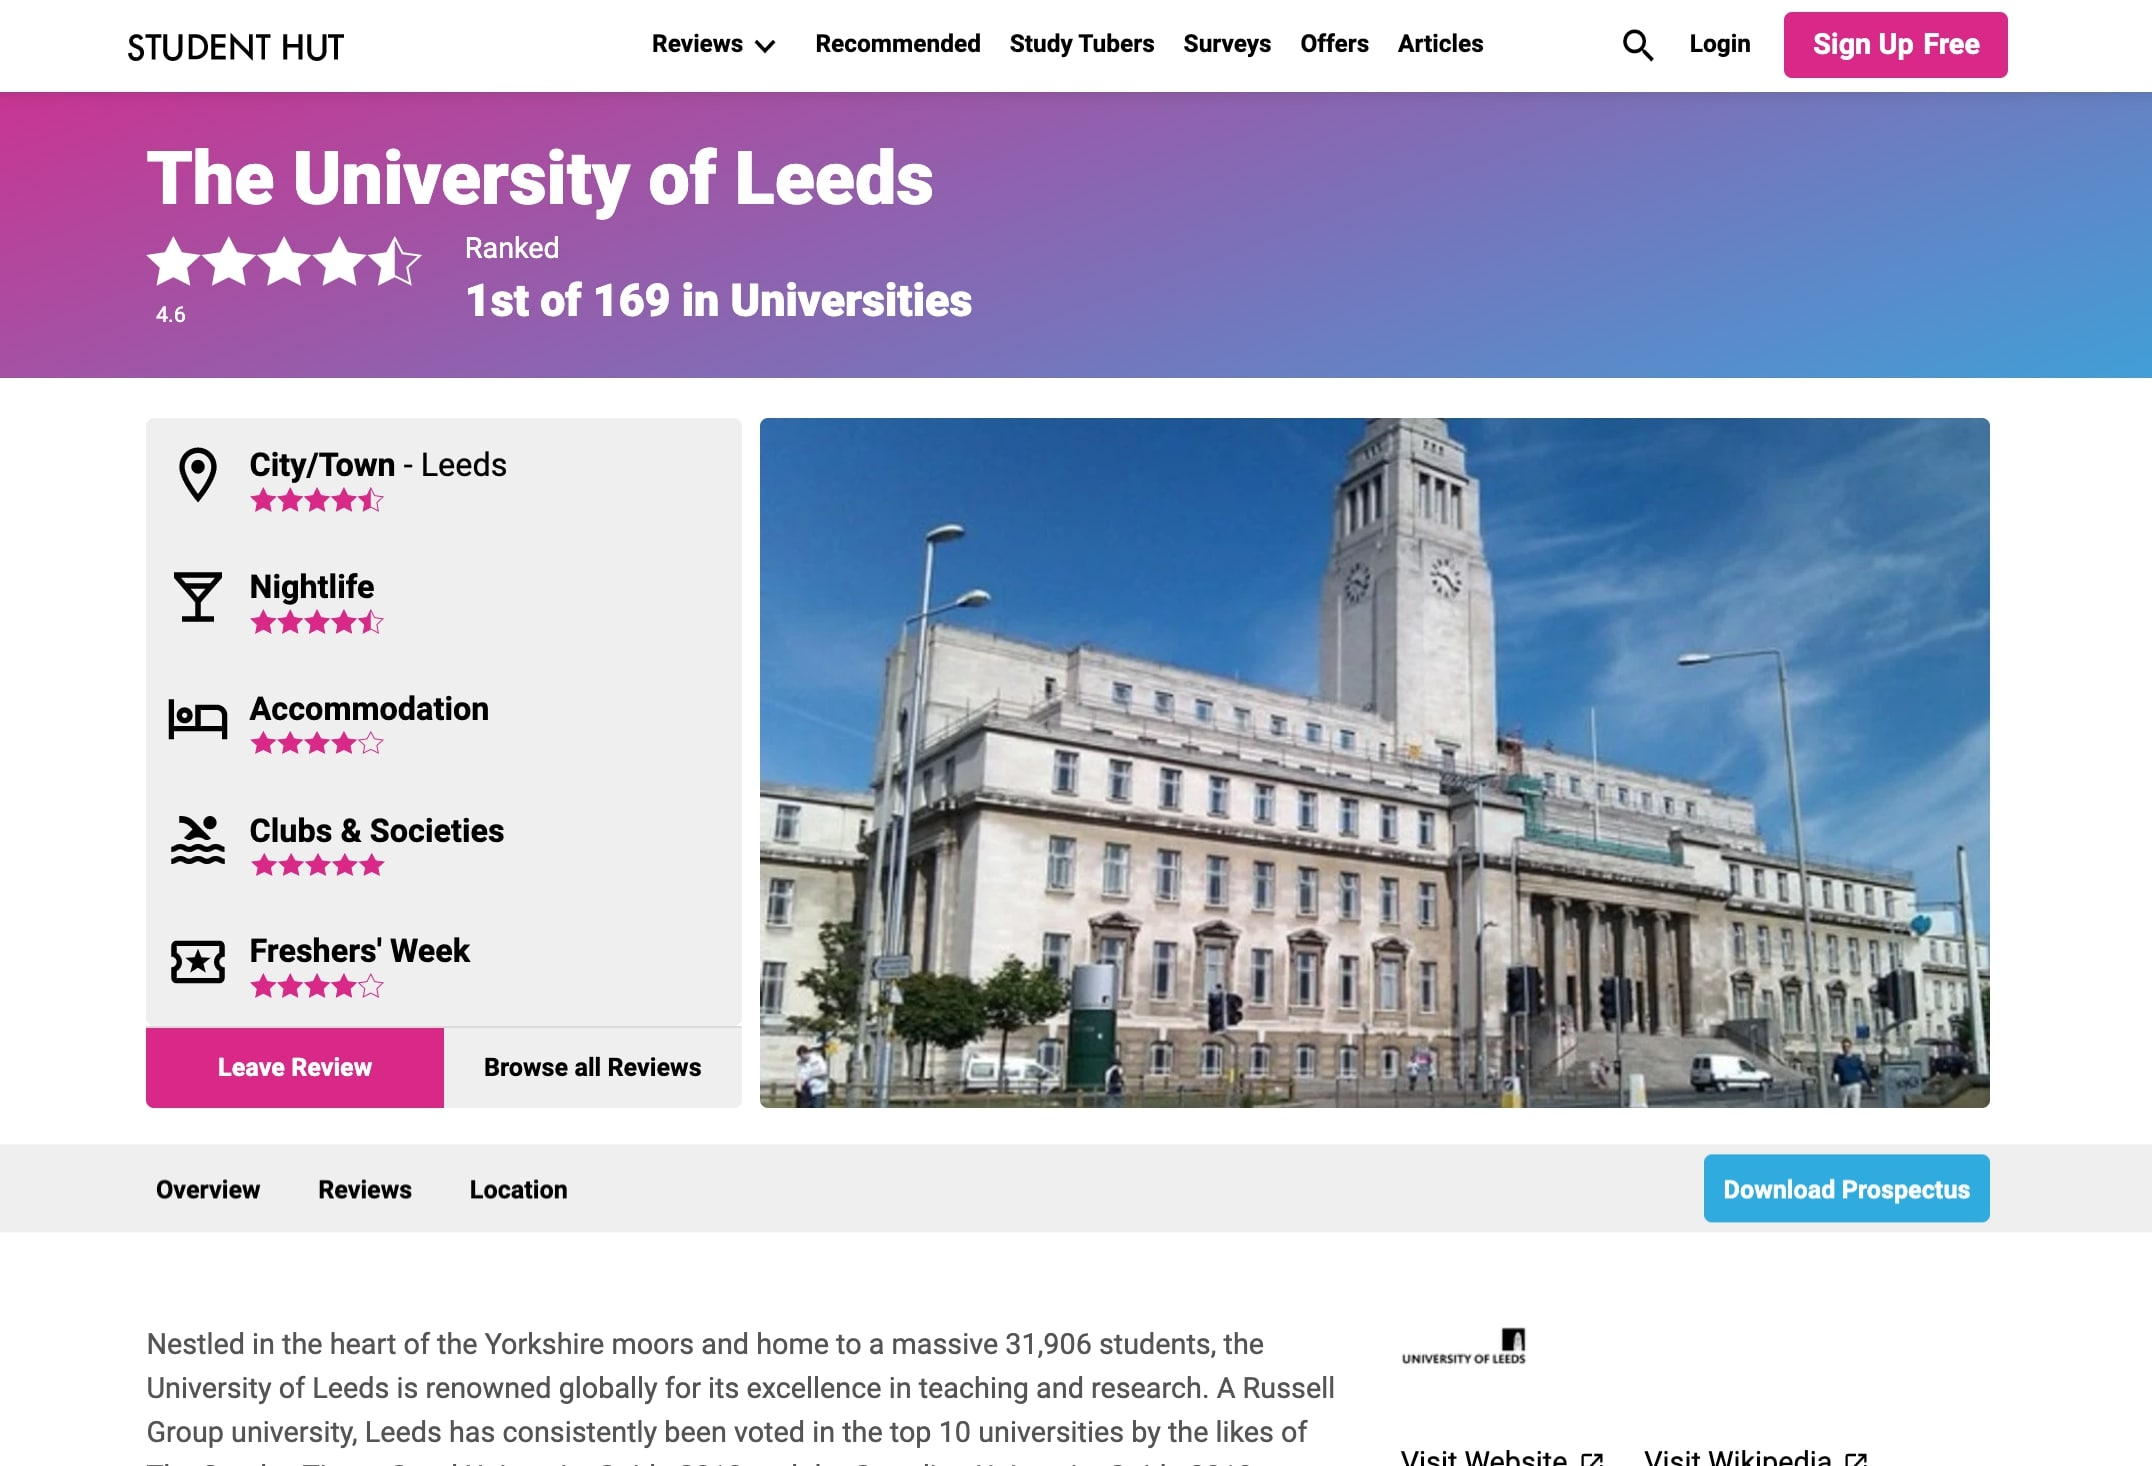 STUDENT HUT
Reviews
Recommended
Study Tubers
Surveys
Offers
Articles
Login
Sign Up Free
The University of Leeds
4.6
Ranked
1st of 169 in Universities
City/Town - Leeds
Nightlife
Accommodation
Clubs & Societies
Freshers' Week
Leave Review
Browse all Reviews
Overview
Reviews
Location
Download Prospectus
Nestled in the heart of the Yorkshire moors and home to a massive 31,906 students, the
University of Leeds is renowned globally for its excellence in teaching and research. A Russell
Group university, Leeds has consistently been voted in the top 10 universities by the likes of
UNIVERSITY OF LEEDS
Visit Website
Visit Wikipedia